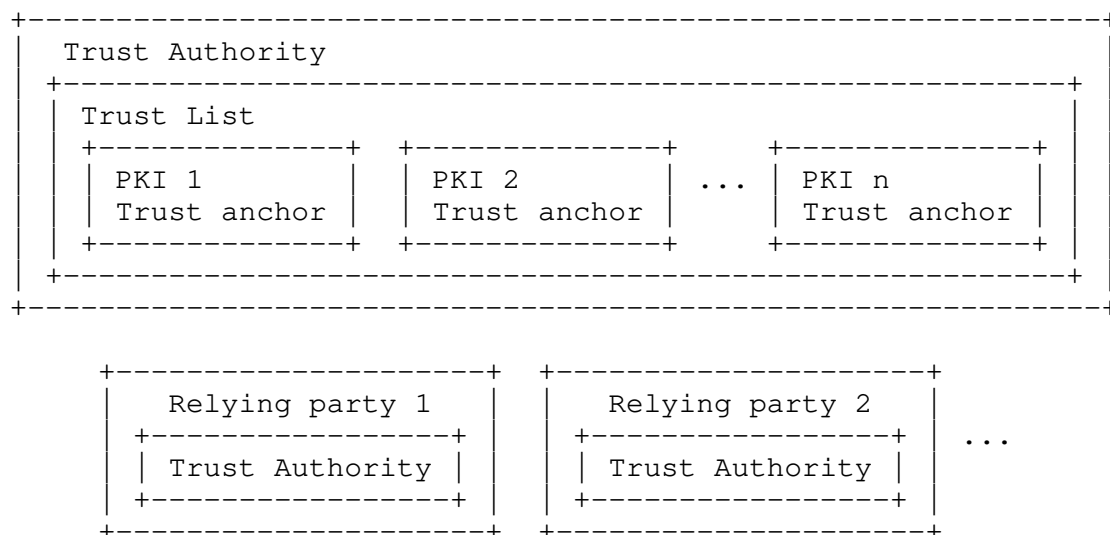 Trust Authority
Trust List
PKI 1 PKI 2 ... PKI n
Trust anchor Trust anchor Trust anchor
Relying party 1 Relying party 2
...
Trust Authority Trust Authority